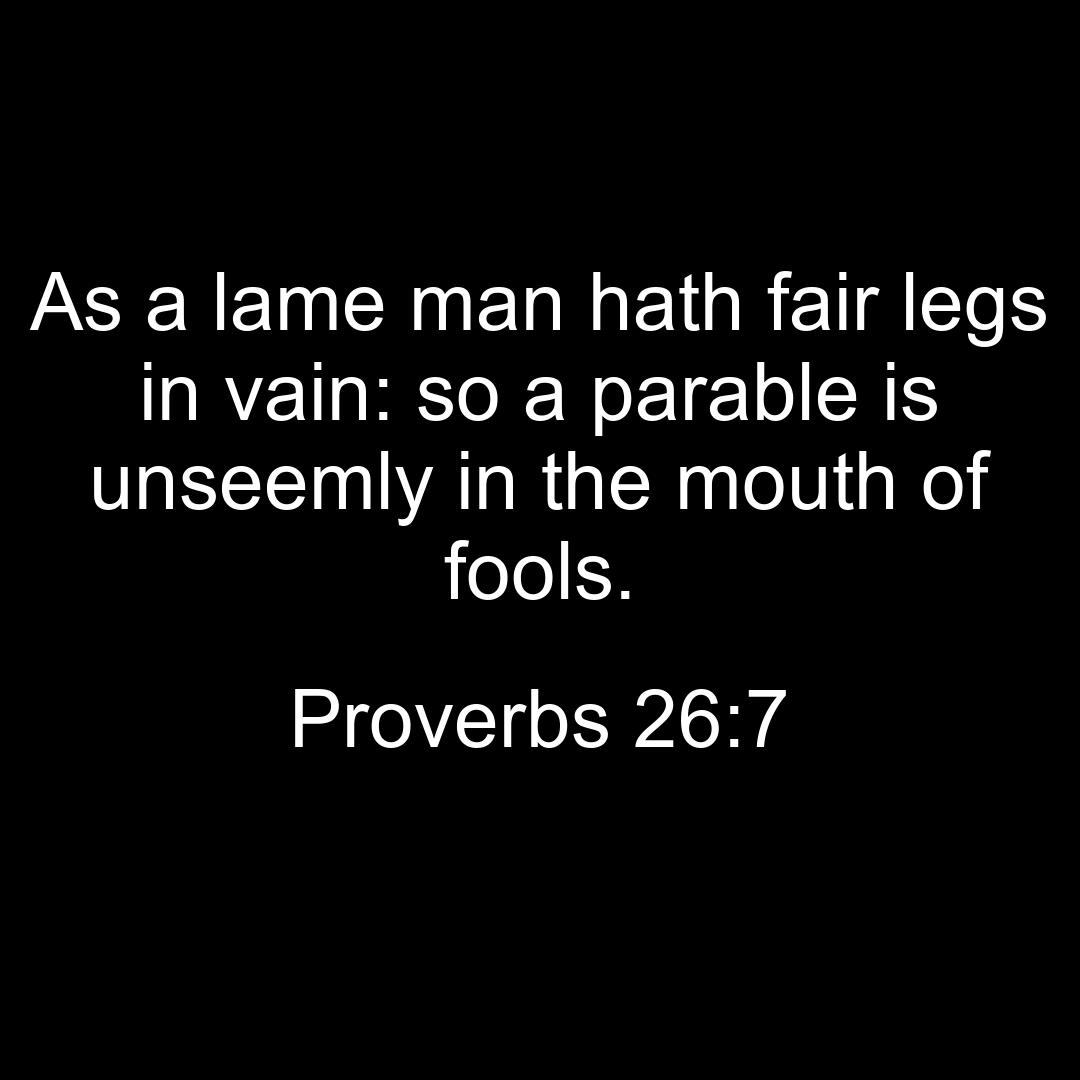 As a lame man hath fair legs
in vain: so a parable is
unseemly in the mouth of
fools.
Proverbs 26:7